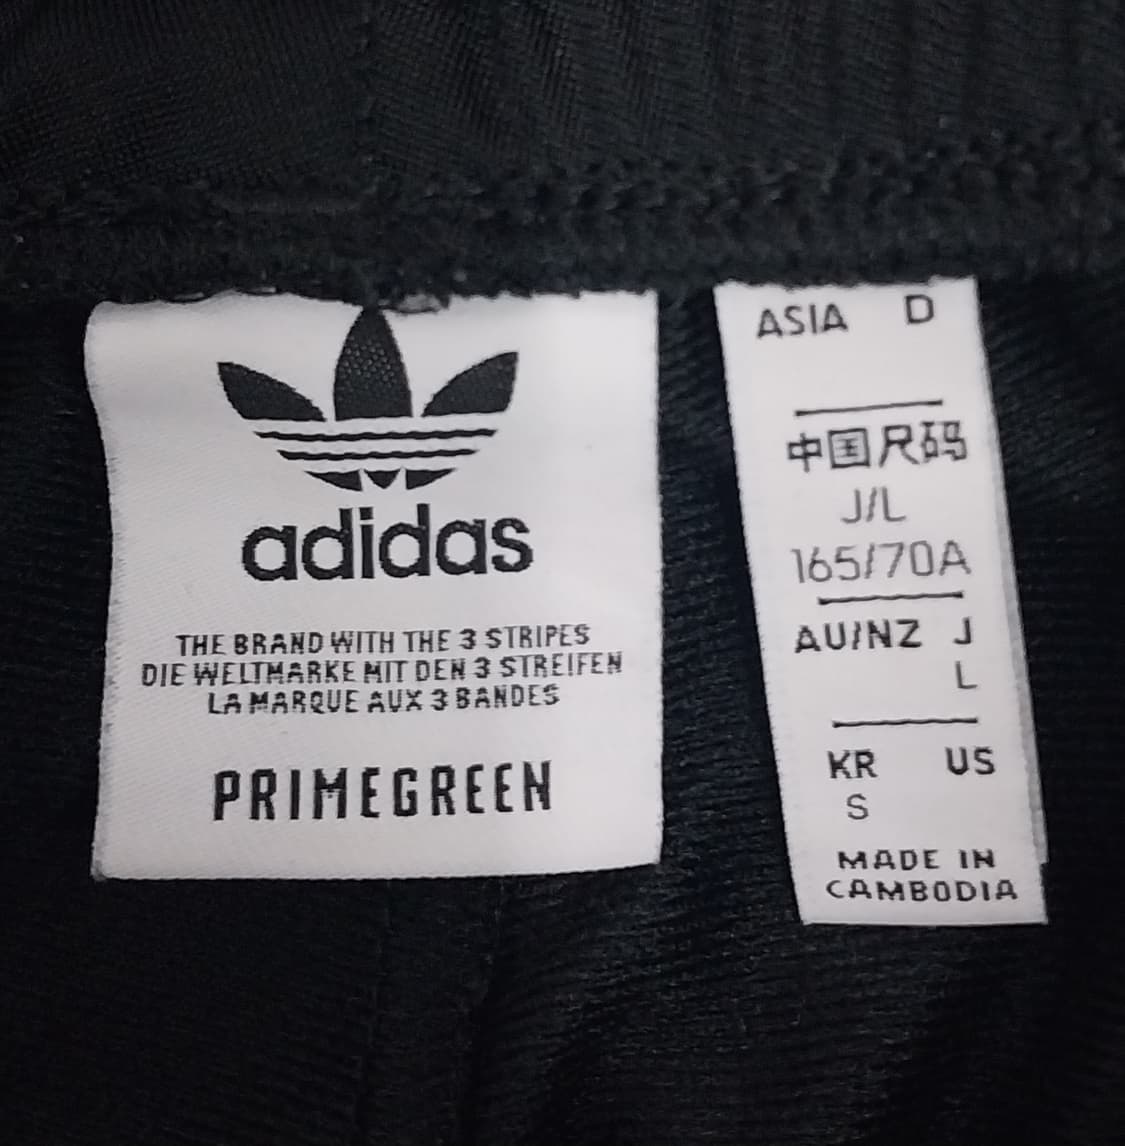 adidas
THE BRAND WITH THE 3 STRIPES
DIE WELTMARKE MIT DEN 3 STREIFEN
LA MARQUE AUX 3 BANDES
PRIMEGREEN
ASIA D
中国尺码
J/L
165/70A
AU/NZ J
L
KR US
S
MADE IN
CAMBODIA